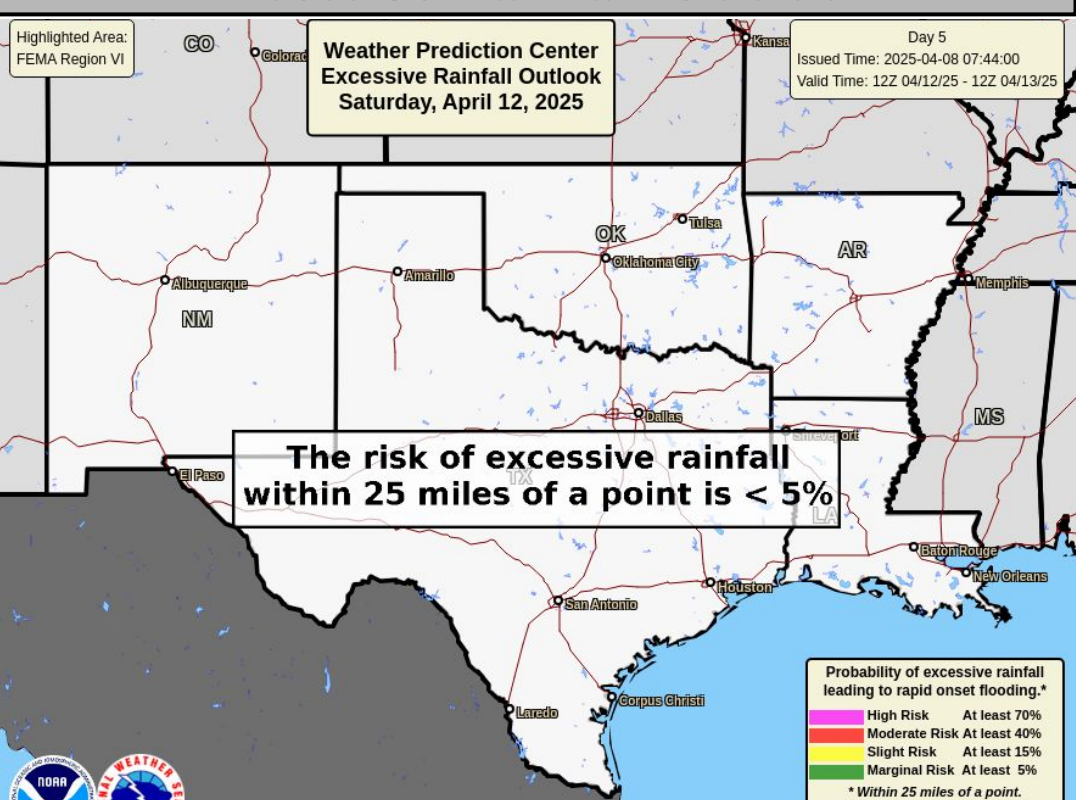 Highlighted Area:
FEMA Region VI
Weather Prediction Center
Excessive Rainfall Outlook
Saturday, April 12, 2025
Day 5
Issued Time: 2025-04-08 07:44:00
Valid Time: 12Z 04/12/25 - 12Z 04/13/25
CO
Colorad
Kansa
Tulsa
OK
Oklahoma City
AR
Amarillo
Albuquerque
Memphis
NM
Dallas
MS
Shreveport
The risk of excessive rainfall
within 25 miles of a point is < 5%
El Paso
TX
LA
Baton Rouge
New Orleans
Houston
San Antonio
Corpus Christi
Laredo
Probability of excessive rainfall
leading to rapid onset flooding.*
High Risk At least 70%
Moderate Risk At least 40%
Slight Risk At least 15%
Marginal Risk At least 5%
* Within 25 miles of a point.
NOAA
WEATHER